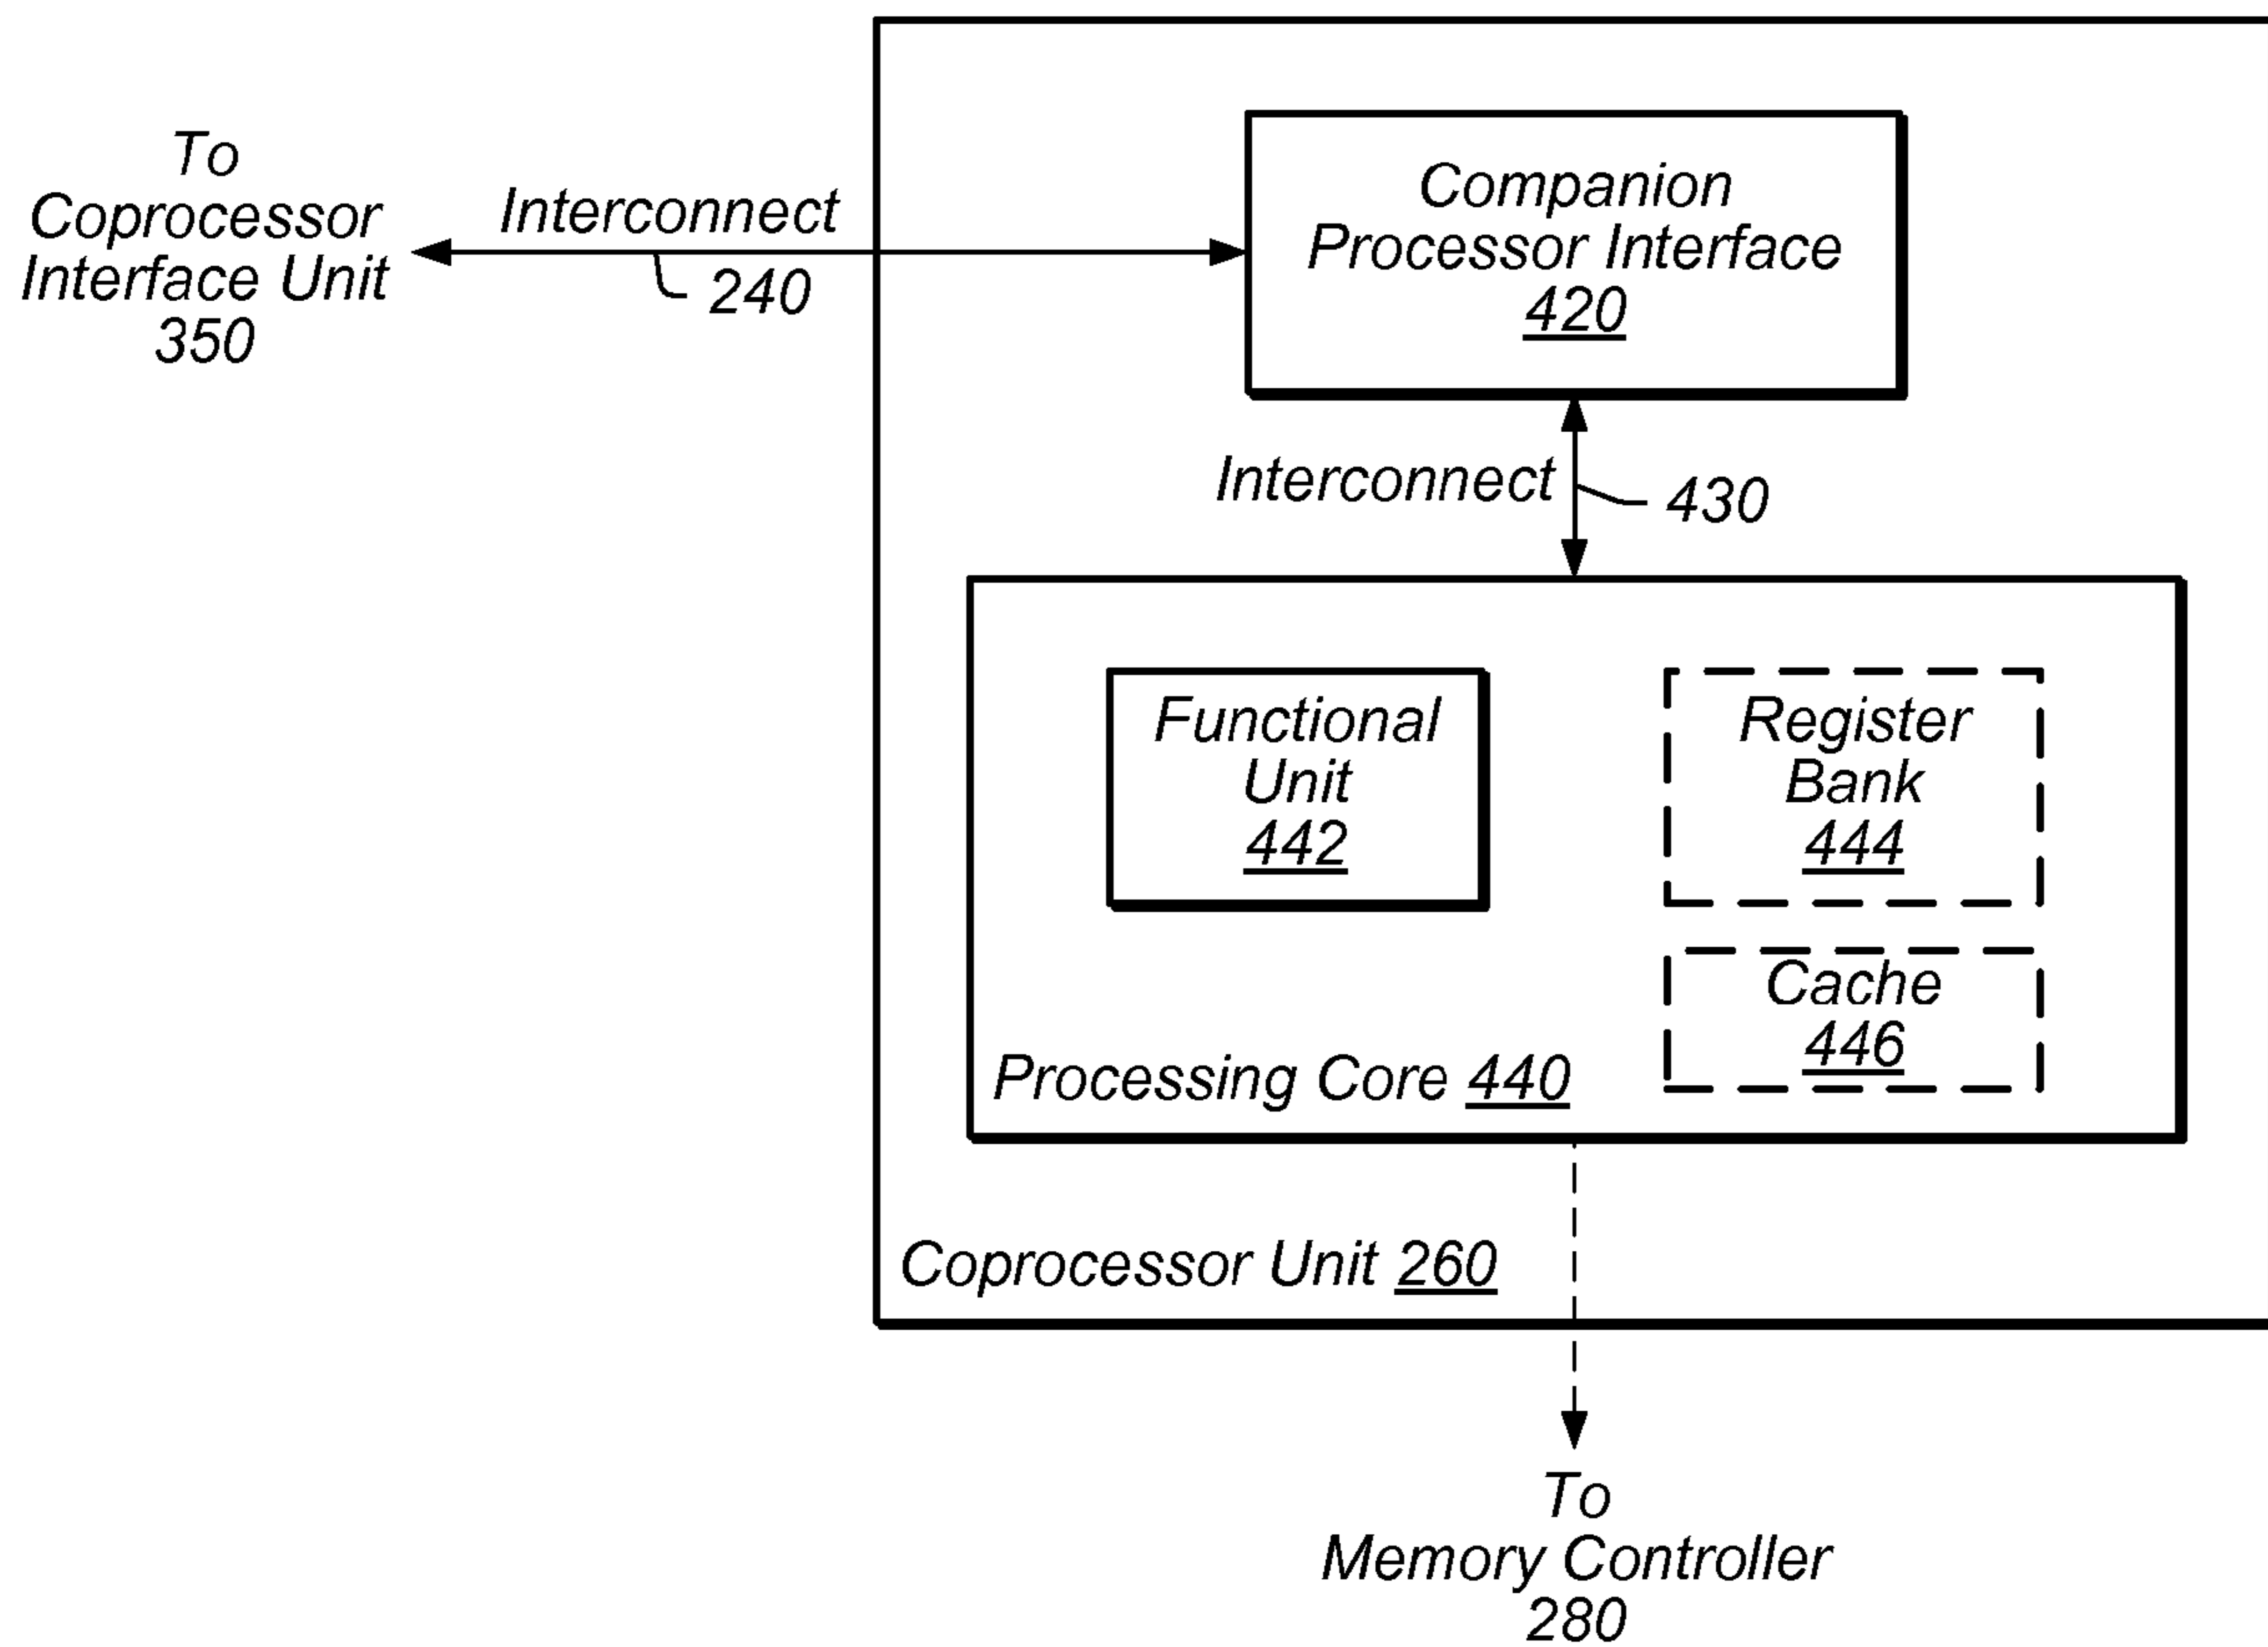 To
Coprocessor
Interface Unit
350
Interconnect
240
Companion
Processor Interface
420
Interconnect
430
Functional
Unit
442
Register
Bank
444
Cache
446
Processing Core 440
Coprocessor Unit 260
To
Memory Controller
280